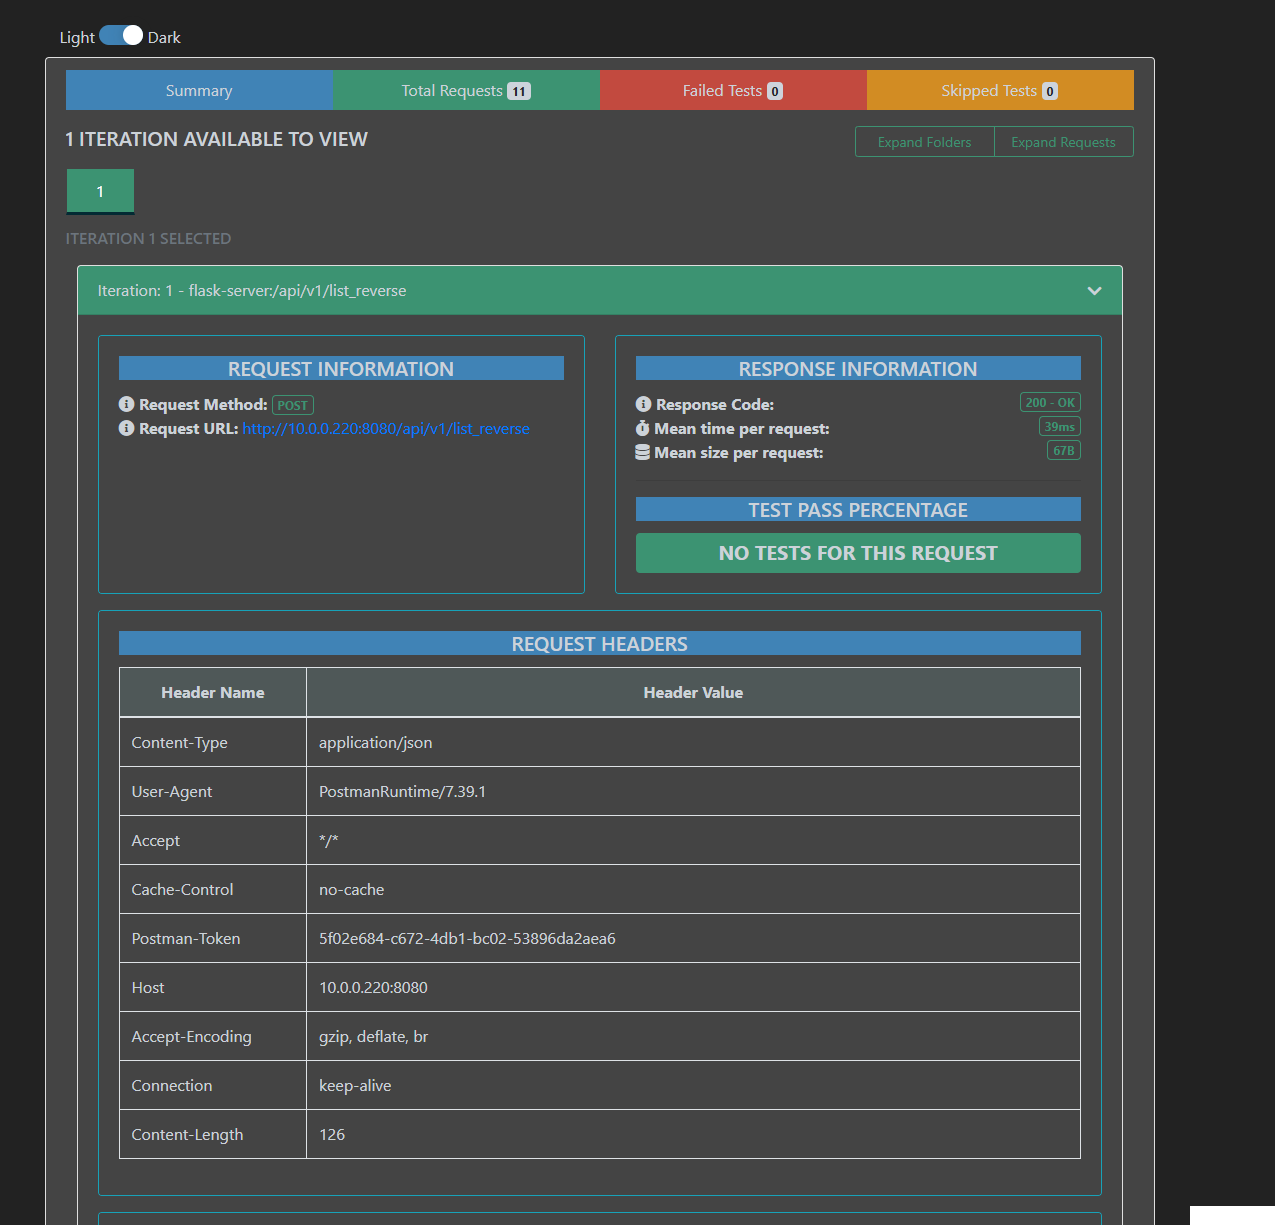 Light Dark
Summary Total Requests 11 Failed Tests 0 Skipped Tests 0
1 ITERATION AVAILABLE TO VIEW
Expand Folders Expand Requests
1
ITERATION 1 SELECTED
Iteration: 1 - flask-server:/api/v1/list_reverse
REQUEST INFORMATION
Request Method: POST
Request URL: http://10.0.0.220:8080/api/v1/list_reverse
RESPONSE INFORMATION
Response Code: 200 - OK
Mean time per request: 39ms
Mean size per request: 67B
TEST PASS PERCENTAGE
NO TESTS FOR THIS REQUEST
REQUEST HEADERS
Header Name Header Value
Content-Type application/json
User-Agent PostmanRuntime/7.39.1
Accept */*
Cache-Control no-cache
Postman-Token 5f02e684-c672-4db1-bc02-53896da2aea6
Host 10.0.0.220:8080
Accept-Encoding gzip, deflate, br
Connection keep-alive
Content-Length 126